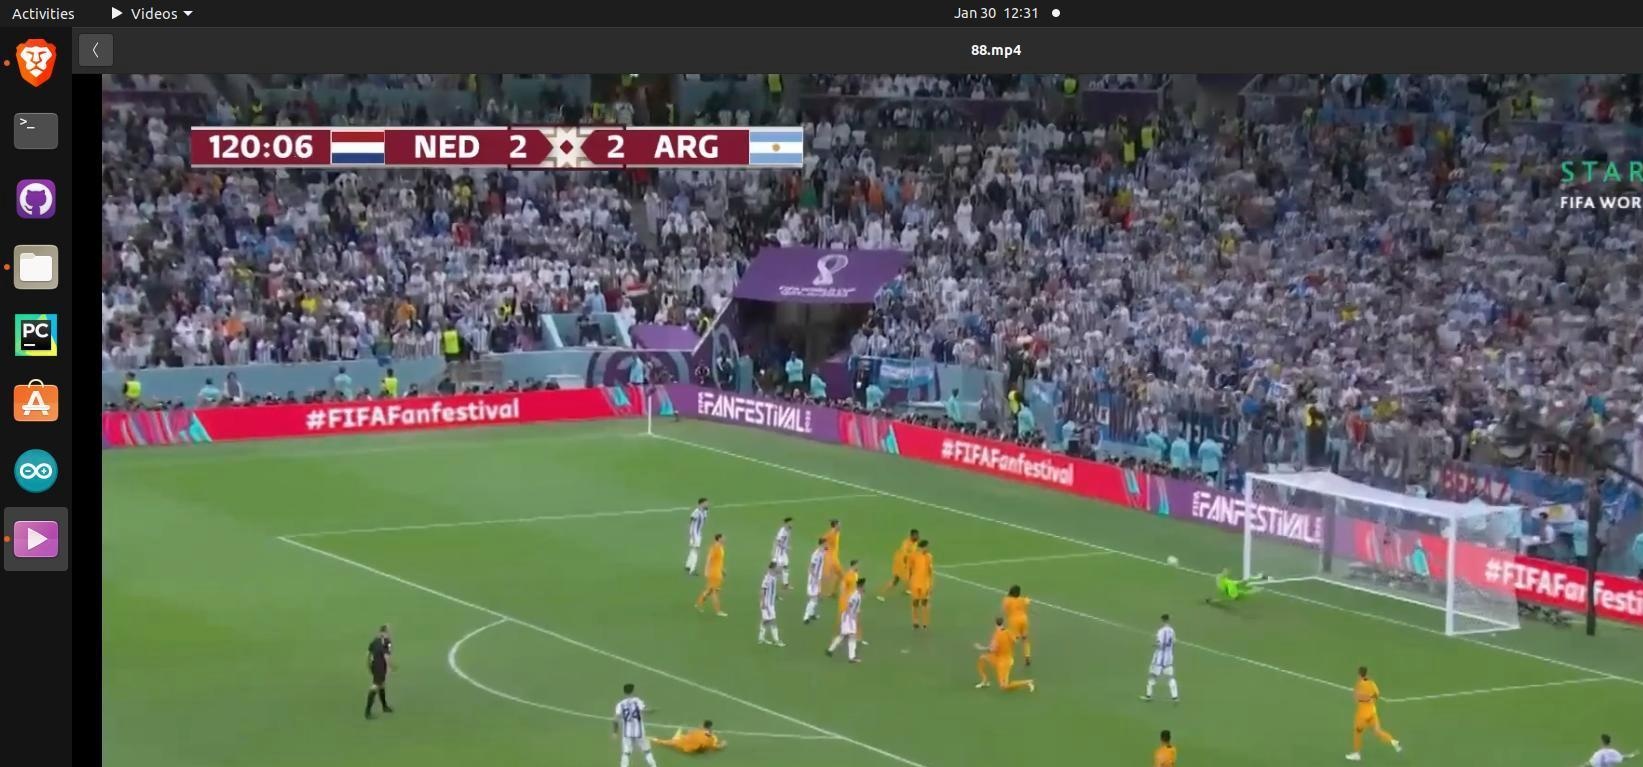 Activities
Videos
Jan 30 12:31
88.mp4
120:06 NED 2 2 ARG
STAR
FIFA WOR
>_
PC
#FIFAFanfestival
FANFESTiVAL
#FIFAFanfestival
FANFESTiVAL
#FIFAFanfesti
24